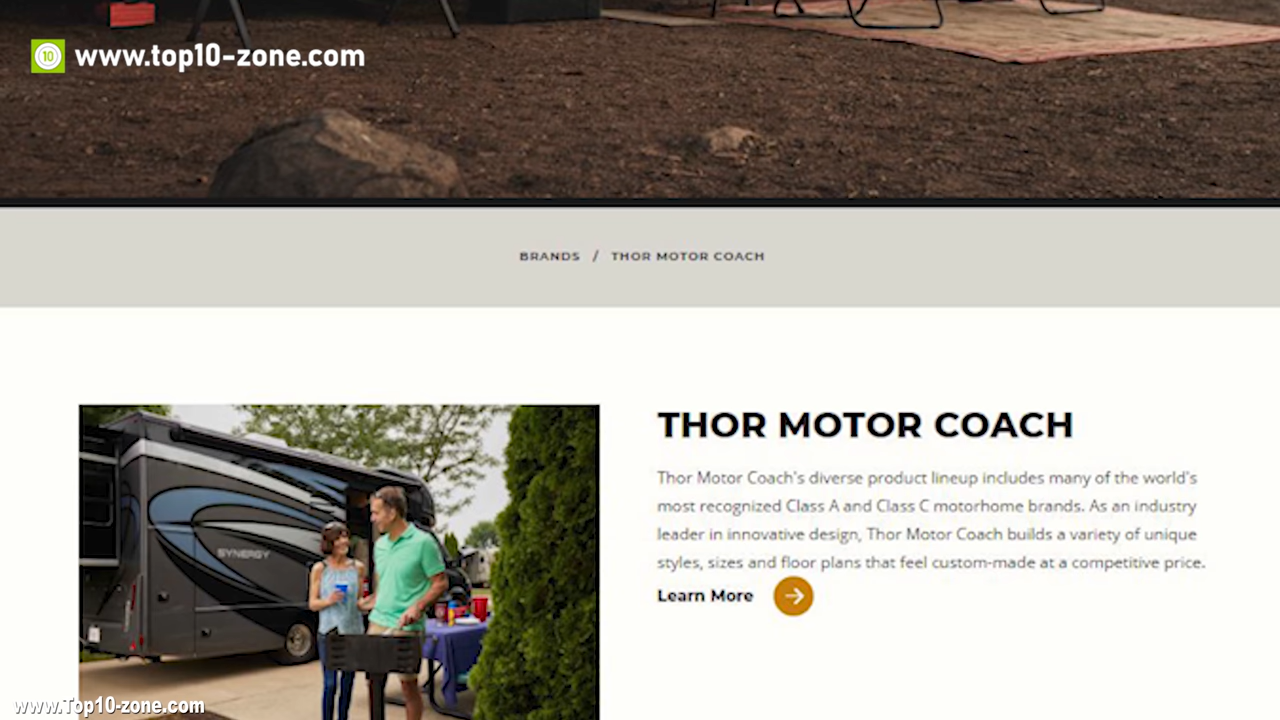 10
www.top10-zone.com
BRANDS / THOR MOTOR COACH
SYNERGY
THOR MOTOR COACH
Thor Motor Coach's diverse product lineup includes many of the world's
most recognized Class A and Class C motorhome brands. As an industry
leader in innovative design, Thor Motor Coach builds a variety of unique
styles, sizes and floor plans that feel custom-made at a competitive price.
Learn More
www.Top10-zone.com